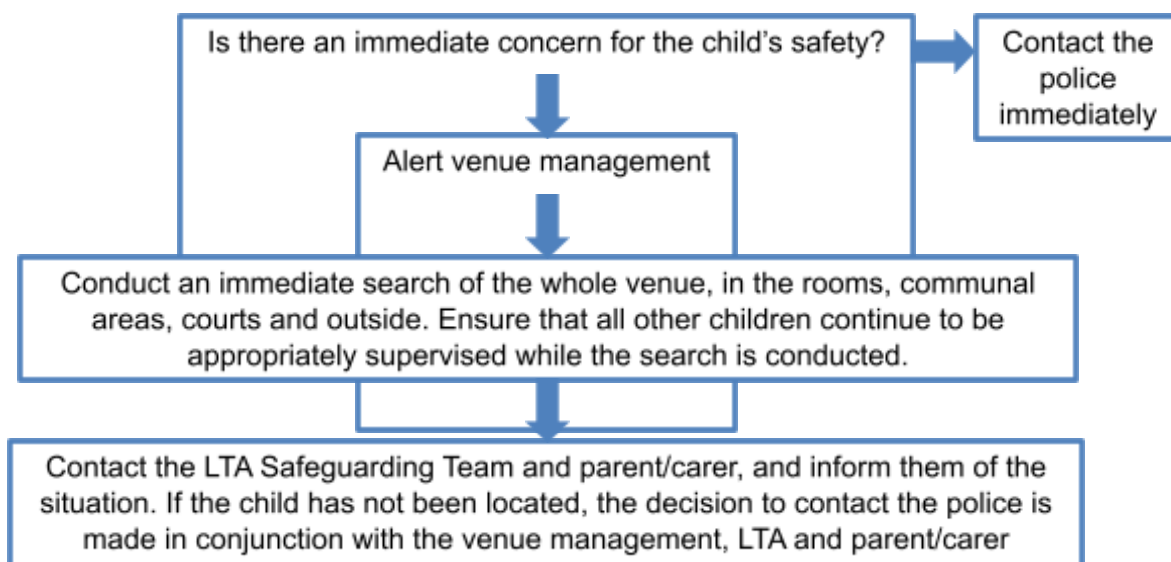 Is there an immediate concern for the child's safety?
Contact the
police
immediately
Alert venue management
Conduct an immediate search of the whole venue, in the rooms, communal
areas, courts and outside. Ensure that all other children continue to be
appropriately supervised while the search is conducted.
Contact the LTA Safeguarding Team and parent/carer, and inform them of the
situation. If the child has not been located, the decision to contact the police is
made in conjunction with the venue management, LTA and parent/carer